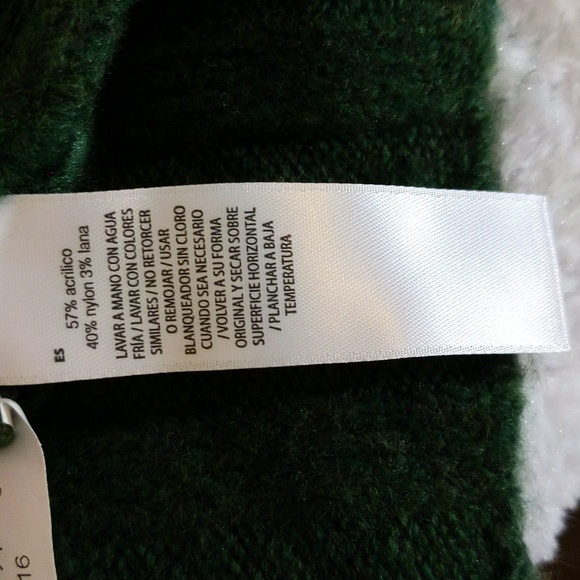 ES
57% acrílico
40% nylon 3% lana
LAVAR A MANO CON AGUA
FRÍA / LAVAR CON COLORES
SIMILARES / NO RETORCER
O REMOJAR / USAR
BLANQUEADOR SIN CLORO
CUANDO SEA NECESARIO
/ VOLVER A SU FORMA
ORIGINAL Y SECAR SOBRE
SUPERFICIE HORIZONTAL
/ PLANCHAR A BAJA
TEMPERATURA
16